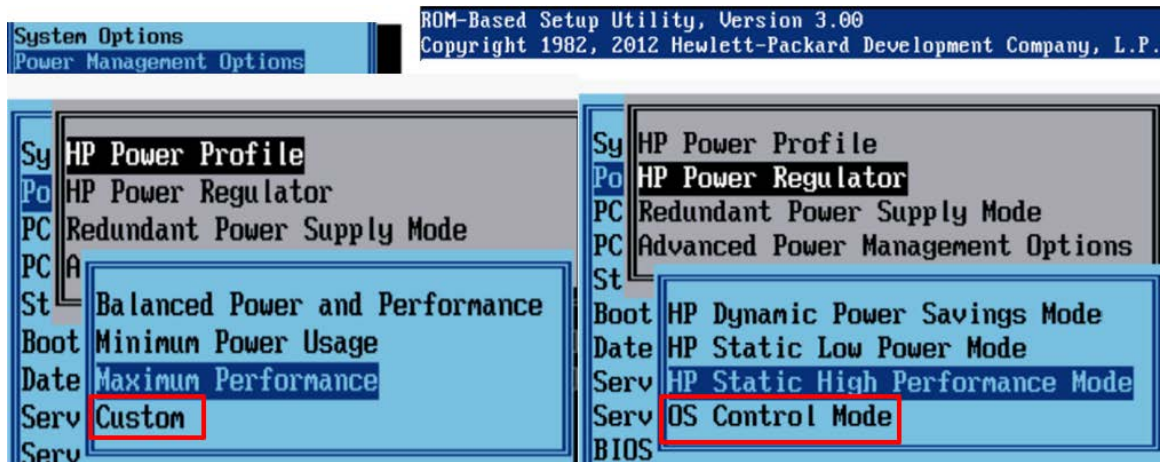 System Options
Power Management Options
ROM-Based Setup Utility, Version 3.00
Copyright 1982, 2012 Hewlett-Packard Development Company, L.P.
Sy HP Power Profile
Po HP Power Regulator
PC Redundant Power Supply Mode
PC A
St Balanced Power and Performance
Boot Minimum Power Usage
Date Maximum Performance
Serv Custom
Serv
Sy HP Power Profile
Po HP Power Regulator
PC Redundant Power Supply Mode
PC Advanced Power Management Options
St
Boot HP Dynamic Power Savings Mode
Date HP Static Low Power Mode
Serv HP Static High Performance Mode
Serv OS Control Mode
BIOS